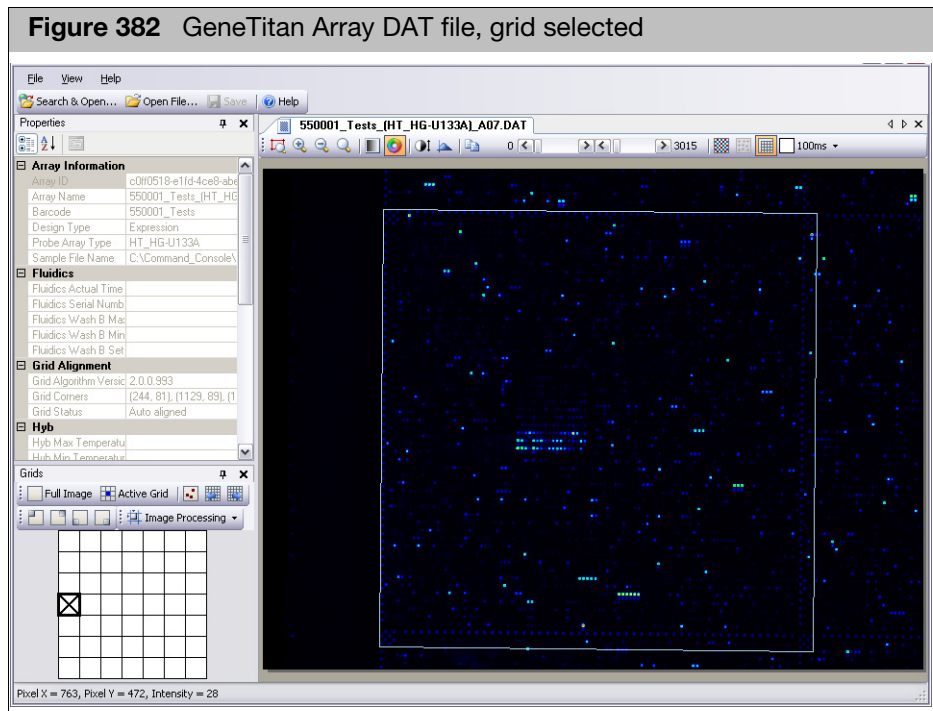 Figure 382 GeneTitan Array DAT file, grid selected
File View Help
Search & Open... Open File... Save Help
Properties
550001_Tests_(HT_HG-U133A)_A07.DAT
0 3015 100ms
Array Information
Array ID c0ff0518-e1fd-4ce8-abe
Array Name 550001_Tests_(HT_HG
Barcode 550001_Tests
Design Type Expression
Probe Array Type HT_HG-U133A
Sample File Name C:\Command_Console\
Fluidics
Fluidics Actual Time
Fluidics Serial Numb
Fluidics Wash B Ma
Fluidics Wash B Min
Fluidics Wash B Set
Grid Alignment
Grid Algorithm Versic 2.0.0.993
Grid Corners (244, 81), (1129, 89), (1
Grid Status Auto aligned
Hyb
Hyb Max Temperatu
Hyb Min Temperatur
Grids
Full Image Active Grid
Image Processing
Pixel X = 763, Pixel Y = 472, Intensity = 28